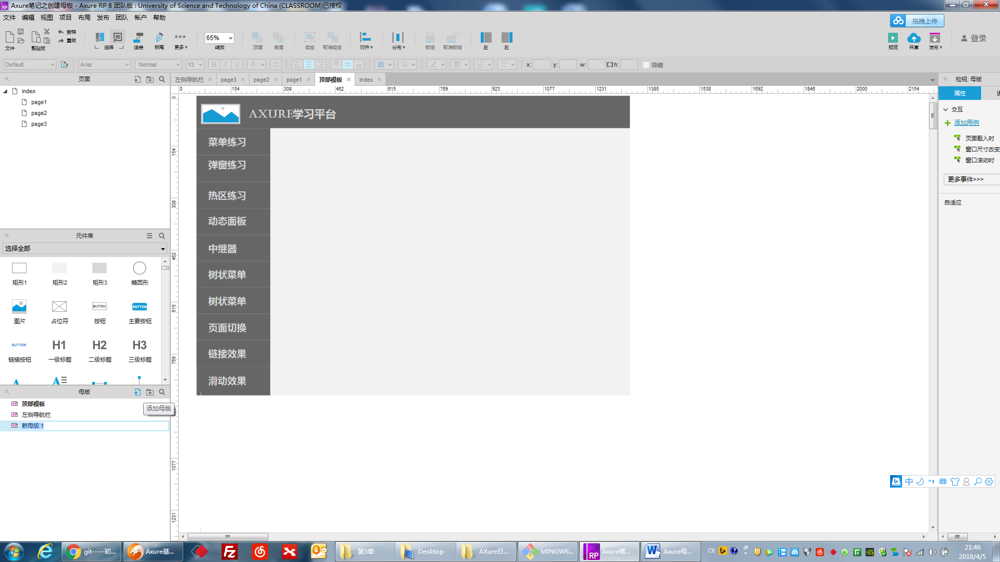 Axure笔记之创建母板 - Axure RP 8 团队版 : University of Science and Technology of China (CLASSROOM)已授权
文件 编辑 视图 项目 布局 发布 团队 帐户 帮助
拖拽上传
撤销
重做
65%
文件 剪贴板 选择 连接 钢笔 更多 缩放 顶层 底层 组合 取消组合 对齐 分布 锁定 取消锁定 左 右 预览 共享 发布 登录
Default Arial Normal 13 B I U A x: y: w: h: 隐藏
页面
左侧导航栏 page3 page2 page1 顶部模板 index
检视: 母版
0 154 308 462 615 769 923 1077 1231 1385 1538 1692 1846 2000 2154
index
page1
page2
page3
属性
交互
添加用例
页面载入时
窗口尺寸改变
窗口滚动时
更多事件>>>
自适应
0
154
308
462
615
769
1077
1231
AXURE学习平台
菜单练习
弹窗练习
热区练习
动态面板
中继器
树状菜单
树状菜单
页面切换
链接效果
滑动效果
元件库
选择全部
矩形1 矩形2 矩形3 椭圆形
BUTTON BUTTON
图片 占位符 按钮 主要按钮
BUTTON H1 H2 H3
链接按钮 一级标题 二级标题 三级标题
A A
母版
顶部模板
左侧导航栏
新母版 1
添加母版
中
git-----初...
Axure基...
第5章
Desktop
AXure日...
MINGW6...
Axure笔...
Axure母...
CH
21:46
2018/4/5